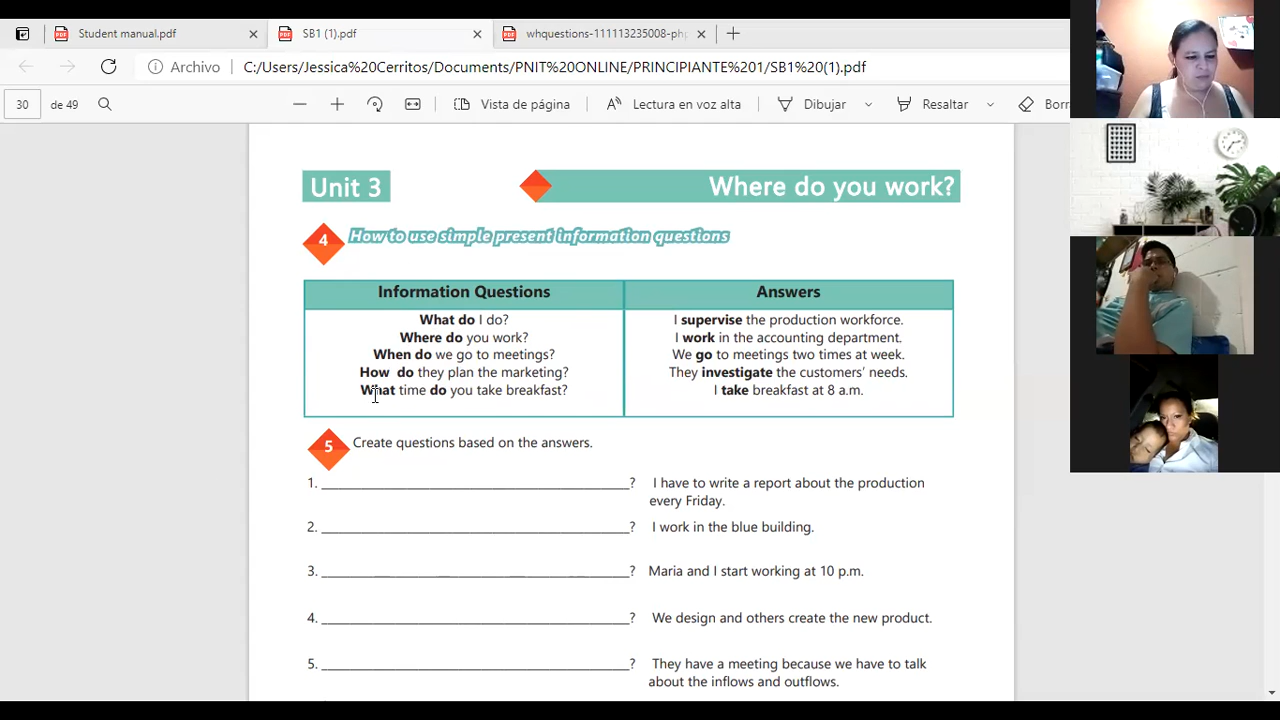 Student manual.pdf
SB1 (1).pdf
whquestions-111113235008-php
Archivo
C:/Users/Jessica%20Cerritos/Documents/PNIT%20ONLINE/PRINCIPIANTE%201/SB1%20(1).pdf
30 de 49
Vista de página
Lectura en voz alta
Dibujar
Resaltar
Borr
Unit 3
Where do you work?
4 How to use simple present information questions
Information Questions
Answers
What do I do?
I supervise the production workforce.
Where do you work?
I work in the accounting department.
When do we go to meetings?
We go to meetings two times at week.
How do they plan the marketing?
They investigate the customers' needs.
What time do you take breakfast?
I take breakfast at 8 a.m.
5 Create questions based on the answers.
1. ______________________________________? I have to write a report about the production
every Friday.
2. ______________________________________? I work in the blue building.
3. ______________________________________? Maria and I start working at 10 p.m.
4. ______________________________________? We design and others create the new product.
5. ______________________________________? They have a meeting because we have to talk
about the inflows and outflows.